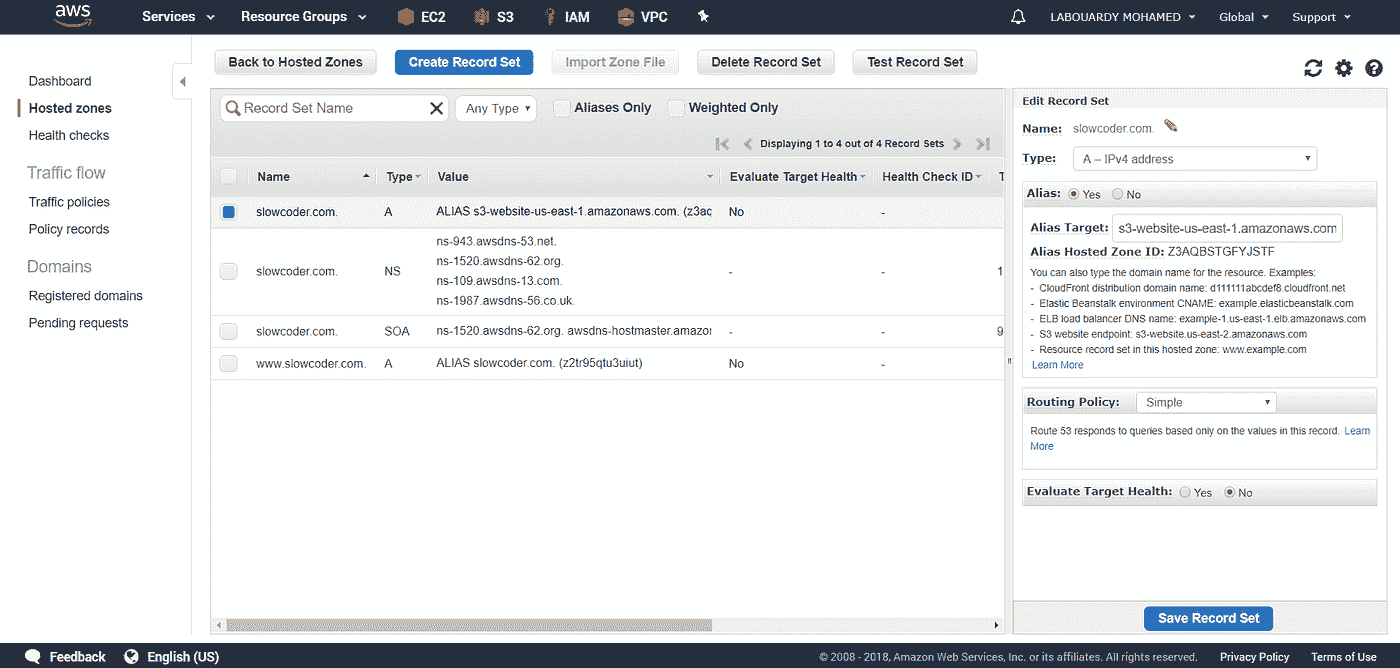 aws
Services
Resource Groups
EC2
S3
IAM
VPC
LABOUARDY MOHAMED
Global
Support
Dashboard
Hosted zones
Health checks
Traffic flow
Traffic policies
Policy records
Domains
Registered domains
Pending requests
Back to Hosted Zones
Create Record Set
Import Zone File
Delete Record Set
Test Record Set
Record Set Name
Any Type
Aliases Only
Weighted Only
Displaying 1 to 4 out of 4 Record Sets
Name Type Value Evaluate Target Health Health Check ID T
slowcoder.com. A ALIAS s3-website-us-east-1.amazonaws.com. (z3aq No -
slowcoder.com. NS
ns-943.awsdns-53.net.
ns-1520.awsdns-62.org.
ns-109.awsdns-13.com.
ns-1987.awsdns-56.co.uk.
- - 1
slowcoder.com. SOA ns-1520.awsdns-62.org. awsdns-hostmaster.amazor - - 9
www.slowcoder.com. A ALIAS slowcoder.com. (z2tr95qtu3uiut) No -
Edit Record Set
Name: slowcoder.com.
Type: A – IPv4 address
Alias: Yes No
Alias Target: s3-website-us-east-1.amazonaws.com
Alias Hosted Zone ID: Z3AQBSTGFYJSTF
You can also type the domain name for the resource. Examples:
- CloudFront distribution domain name: d111111abcdef8.cloudfront.net
- Elastic Beanstalk environment CNAME: example.elasticbeanstalk.com
- ELB load balancer DNS name: example-1.us-east-1.elb.amazonaws.com
- S3 website endpoint: s3-website.us-east-2.amazonaws.com
- Resource record set in this hosted zone: www.example.com
Learn More
Routing Policy: Simple
Route 53 responds to queries based only on the values in this record. Learn
More
Evaluate Target Health: Yes No
Save Record Set
Feedback
English (US)
© 2008 - 2018, Amazon Web Services, Inc. or its affiliates. All rights reserved.
Privacy Policy
Terms of Use